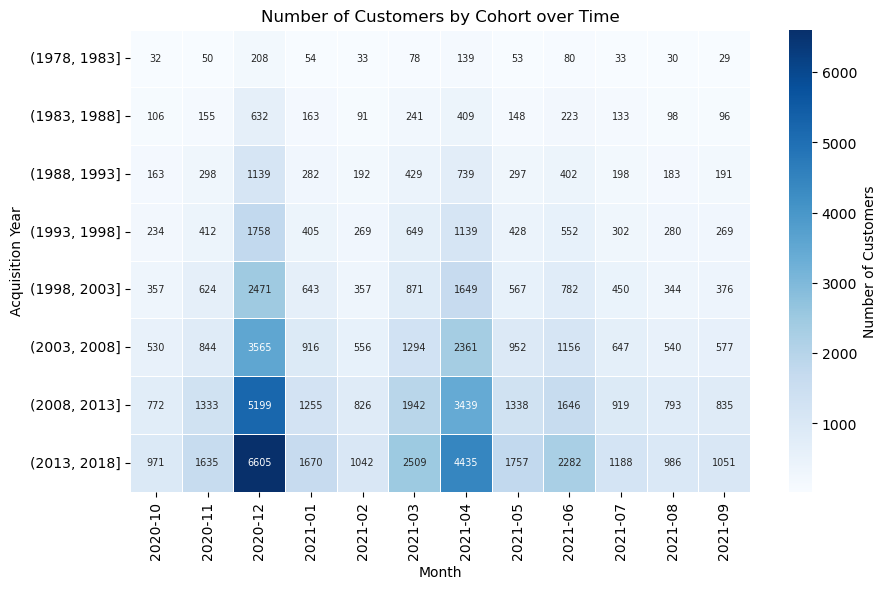 Number of Customers by Cohort over Time
Acquisition Year
(1978, 1983] 32 50 208 54 33 78 139 53 80 33 30 29
(1983, 1988] 106 155 632 163 91 241 409 148 223 133 98 96
(1988, 1993] 163 298 1139 282 192 429 739 297 402 198 183 191
(1993, 1998] 234 412 1758 405 269 649 1139 428 552 302 280 269
(1998, 2003] 357 624 2471 643 357 871 1649 567 782 450 344 376
(2003, 2008] 530 844 3565 916 556 1294 2361 952 1156 647 540 577
(2008, 2013] 772 1333 5199 1255 826 1942 3439 1338 1646 919 793 835
(2013, 2018] 971 1635 6605 1670 1042 2509 4435 1757 2282 1188 986 1051
2020-10 2020-11 2020-12 2021-01 2021-02 2021-03 2021-04 2021-05 2021-06 2021-07 2021-08 2021-09
Month
6000
5000
4000
3000
2000
1000
Number of Customers